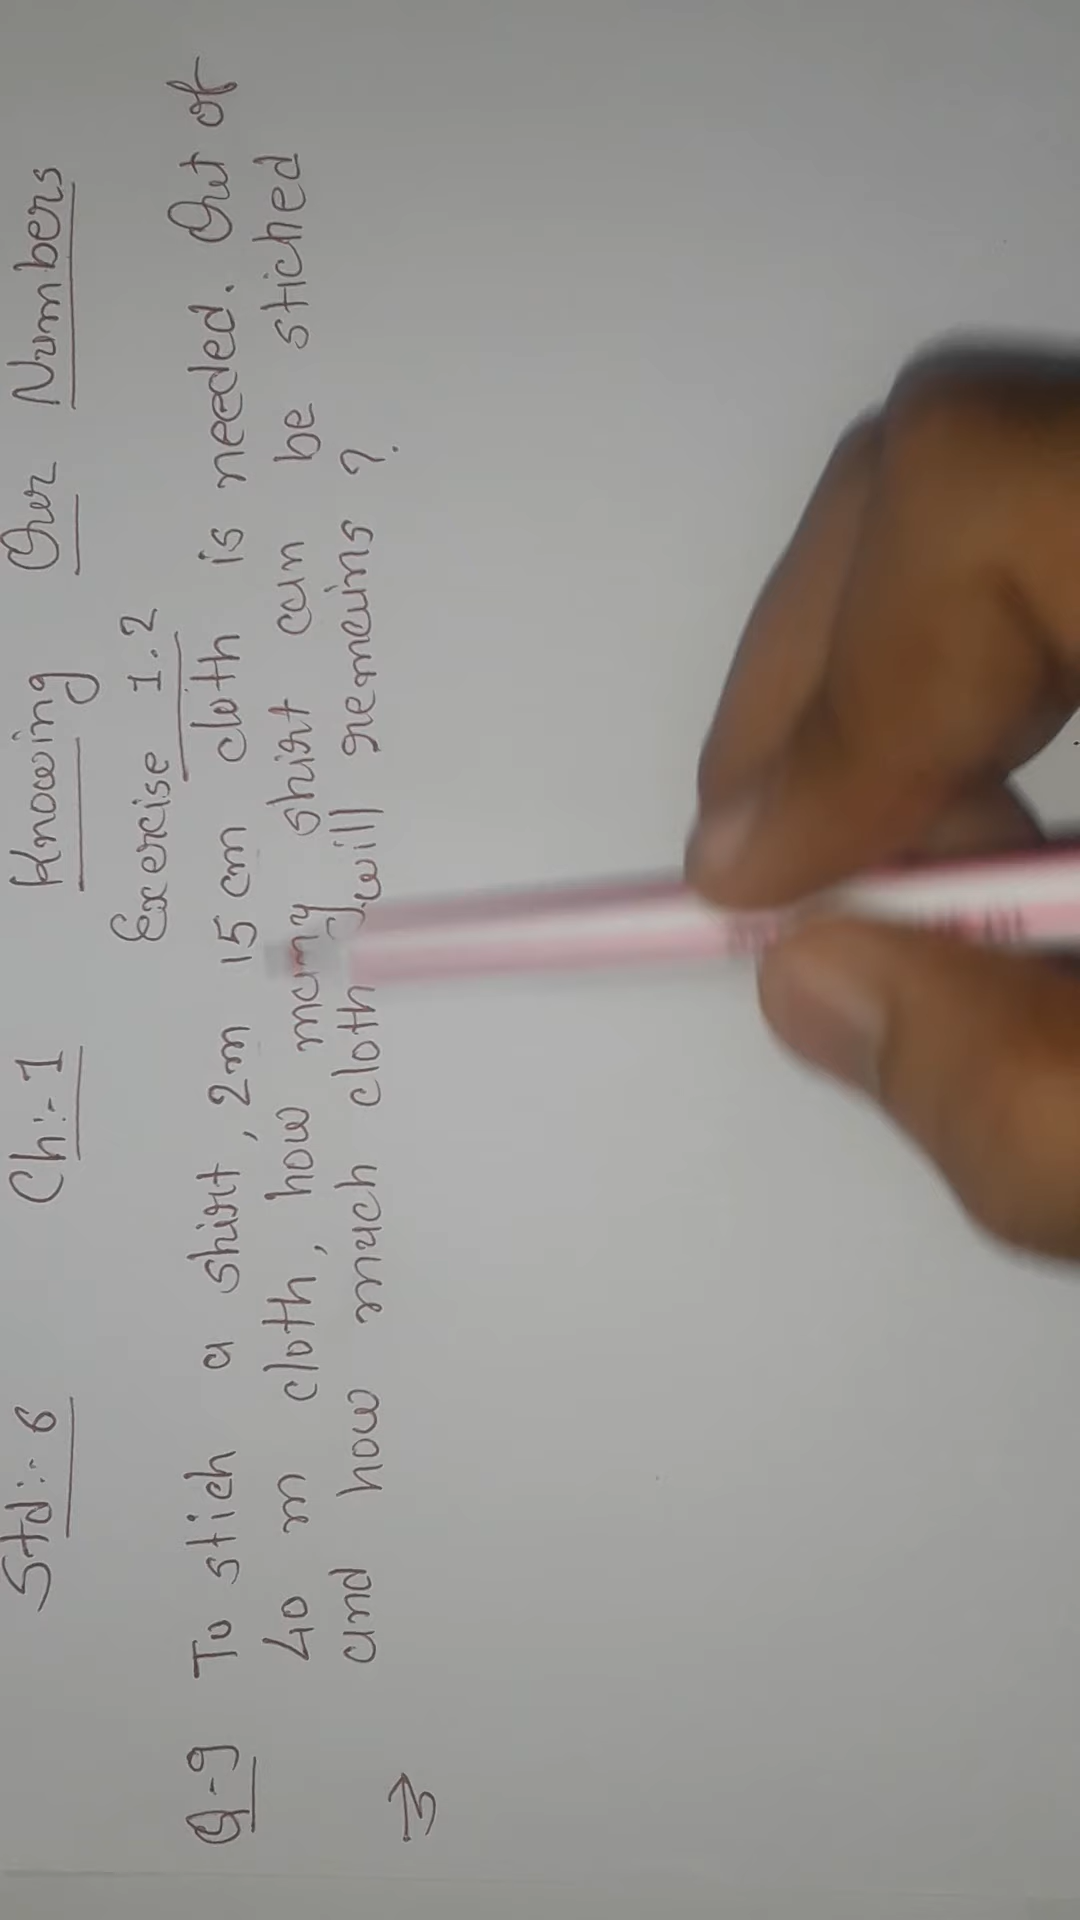 Std:- 6 Ch:- 1 Knowing Our Numbers
Exercise 1.2
Q-9 To stich a shirt, 2m 15 cm cloth is needed. Out of
40 m cloth, how many shirt can be stiched
and how much cloth will remains ?
⇒